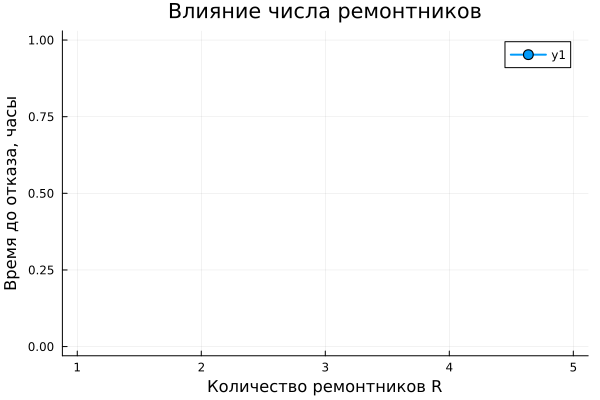 Влияние числа ремонтников
y1
Время до отказа, часы
1.00
0.75
0.50
0.25
0.00
1 2 3 4 5
Количество ремонтников R